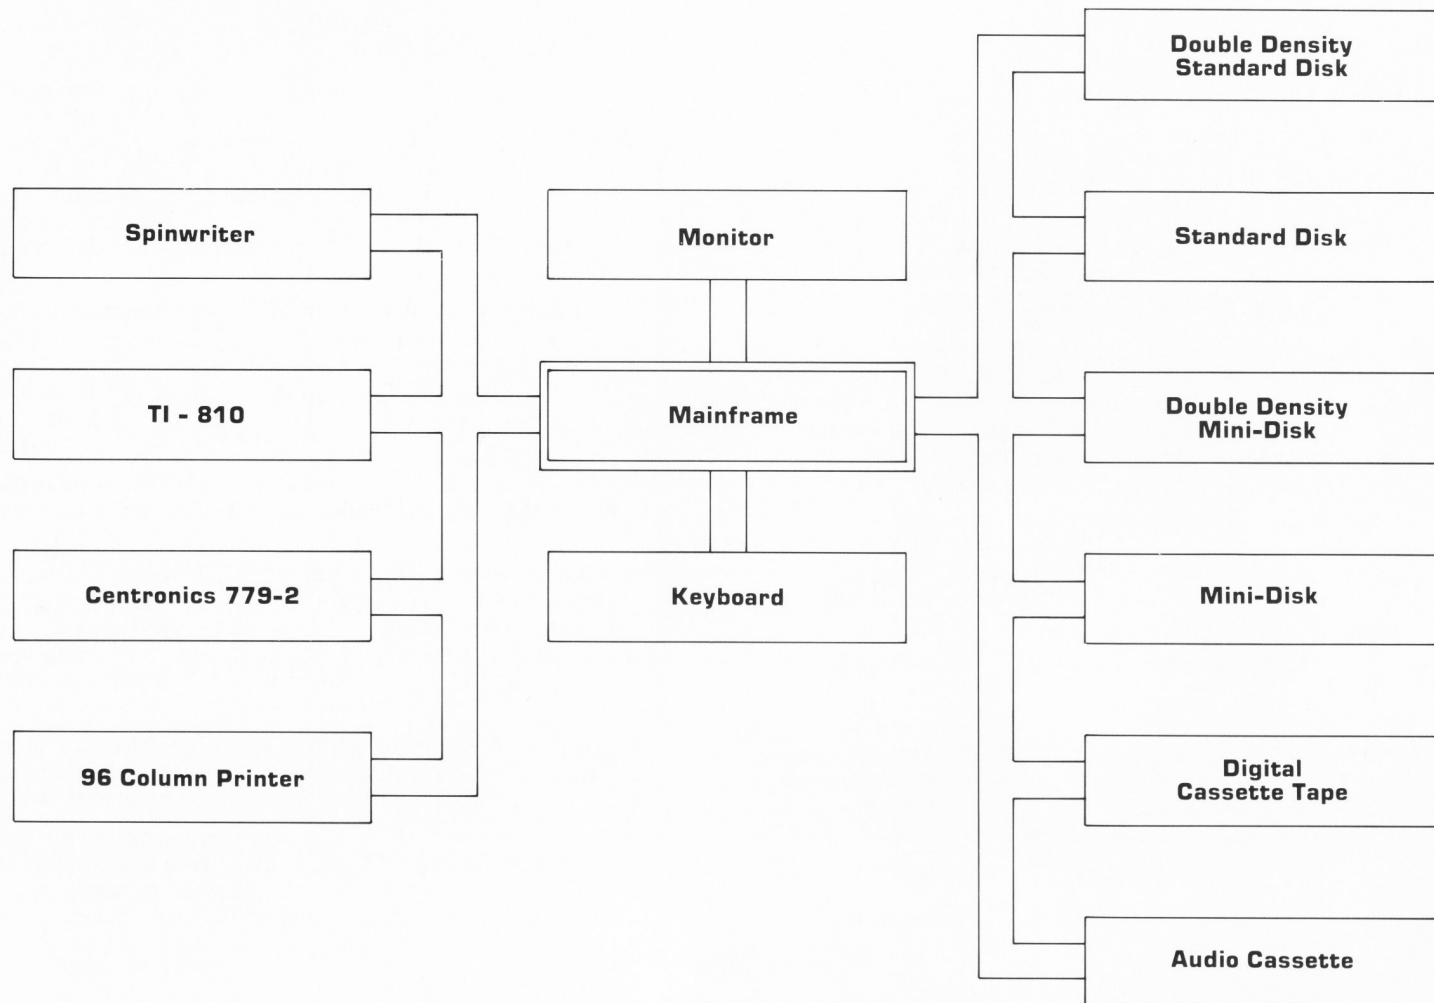 Double Density
Standard Disk
Spinwriter
Monitor
Standard Disk
TI - 810
Mainframe
Double Density
Mini-Disk
Centronics 779-2
Keyboard
Mini-Disk
96 Column Printer
Digital
Cassette Tape
Audio Cassette